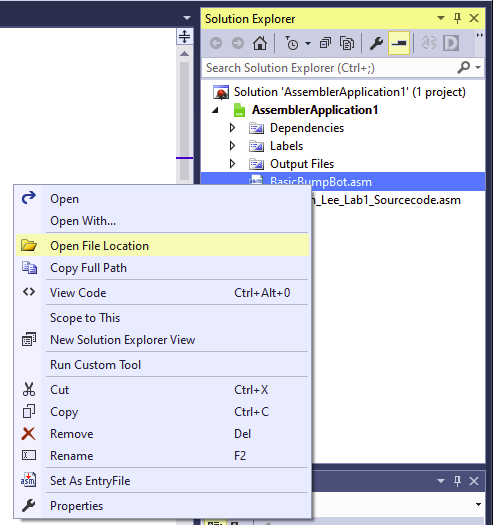 Solution Explorer
Search Solution Explorer (Ctrl+;)
Solution 'AssemblerApplication1' (1 project)
AssemblerApplication1
Dependencies
Labels
Output Files
BasicBumpBot.asm
_Lee_Lab1_Sourcecode.asm
Open
Open With...
Open File Location
Copy Full Path
View Code Ctrl+Alt+0
Scope to This
New Solution Explorer View
Run Custom Tool
Cut Ctrl+X
Copy Ctrl+C
Remove Del
Rename F2
asm Set As EntryFile
Properties